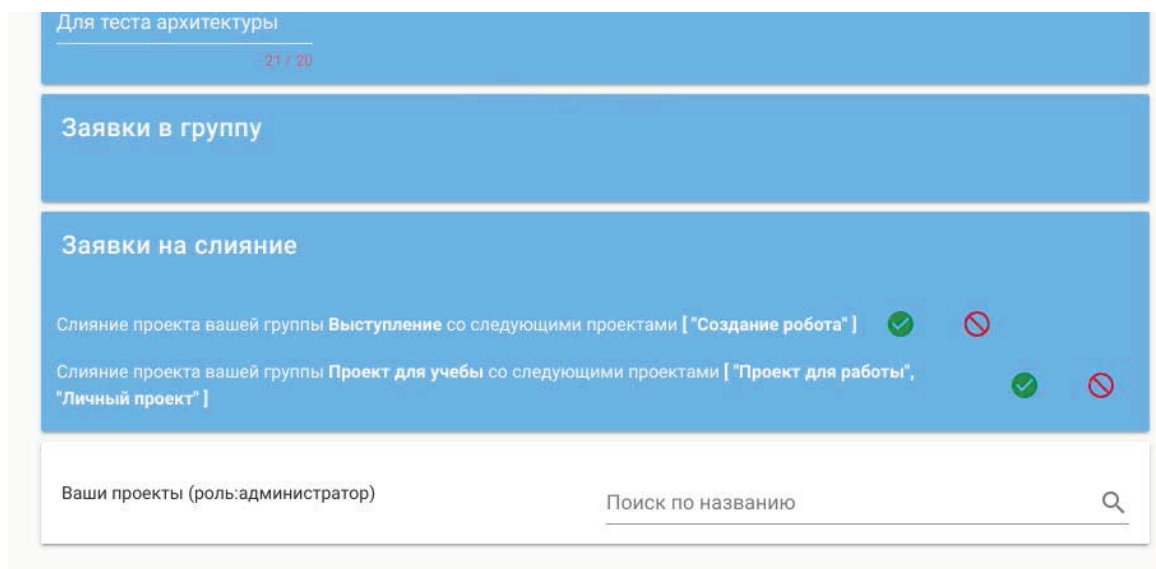 Для теста архитектуры
21 / 20
Заявки в группу
Заявки на слияние
Слияние проекта вашей группы Выступление со следующими проектами [ "Создание робота" ]
Слияние проекта вашей группы Проект для учебы со следующими проектами [ "Проект для работы",
"Личный проект" ]
Ваши проекты (роль:администратор)
Поиск по названию